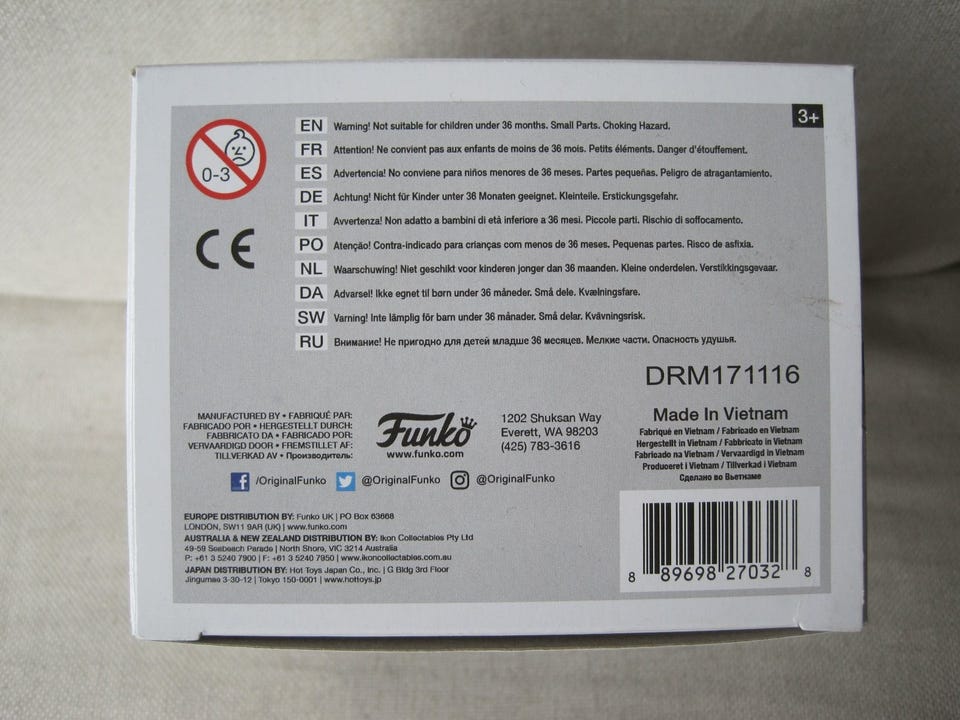 3+
0-3
EN Warning! Not suitable for children under 36 months. Small Parts. Choking Hazard.
FR Attention! Ne convient pas aux enfants de moins de 36 mois. Petits éléments. Danger d'étouffement.
ES Advertencia! No conviene para niños menores de 36 meses. Partes pequeñas. Peligro de atragantamiento.
DE Achtung! Nicht für Kinder unter 36 Monaten geeignet. Kleinteile. Erstickungsgefahr.
IT Avvertenza! Non adatto a bambini di età inferiore a 36 mesi. Piccole parti. Rischio di soffocamento.
PO Atenção! Contra-indicado para crianças com menos de 36 meses. Pequenas partes. Risco de asfixia.
NL Waarschuwing! Niet geschikt voor kinderen jonger dan 36 maanden. Kleine onderdelen. Verstikkingsgevaar.
DA Advarsel! Ikke egnet til børn under 36 måneder. Små dele. Kvælningsfare.
SW Varning! Inte lämplig för barn under 36 månader. Små delar. Kvävningsrisk.
RU Внимание! Не пригодно для детей младше 36 месяцев. Мелкие части. Опасность удушья.
CE
DRM171116
MANUFACTURED BY • FABRIQUÉ PAR:
FABRICADO POR • HERGESTELLT DURCH:
FABBRICATO DA • FABRICADO POR:
VERVAARDIGD DOOR • FREMSTILLET AF:
TILLVERKAD AV • Производитель:
Funko
www.funko.com
1202 Shuksan Way
Everett, WA 98203
(425) 783-3616
Made In Vietnam
Fabriqué en Vietnam / Fabricado en Vietnam
Hergestellt in Vietnam / Fabbricato in Vietnam
Fabricado na Vietnam / Vervaardigd in Vietnam
Produceret i Vietnam / Tillverkad i Vietnam
Сделано во Вьетнаме
/OriginalFunko @OriginalFunko @OriginalFunko
EUROPE DISTRIBUTION BY: Funko UK | PO Box 63668
LONDON, SW11 9AR (UK) | www.funko.com
AUSTRALIA & NEW ZEALAND DISTRIBUTION BY: Ikon Collectables Pty Ltd
49-59 Seabeach Parade | North Shore, VIC 3214 Australia
P: +61 3 5240 7900 | F: +61 3 5240 7950 | www.ikoncollectables.com.au
JAPAN DISTRIBUTION BY: Hot Toys Japan Co., Inc. | G Bldg 3rd Floor
Jingumae 3-30-12 | Tokyo 150-0001 | www.hottoys.jp
8 89698 27032 8